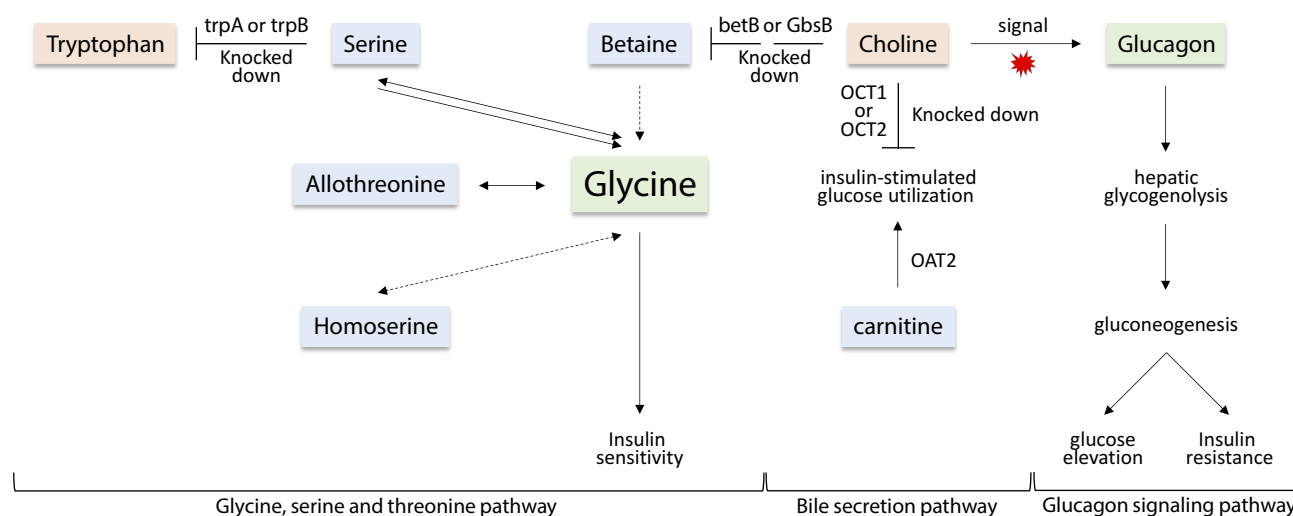 Tryptophan
trpA or trpB
Knocked
down
Serine
Betaine
betB or GbsB
Knocked
down
Choline
signal
Glucagon
OCT1
or
OCT2
Knocked down
Allothreonine
Glycine
insulin-stimulated
glucose utilization
hepatic
glycogenolysis
OAT2
Homoserine
carnitine
gluconeogenesis
Insulin
sensitivity
glucose
elevation
Insulin
resistance
Glycine, serine and threonine pathway
Bile secretion pathway
Glucagon signaling pathway